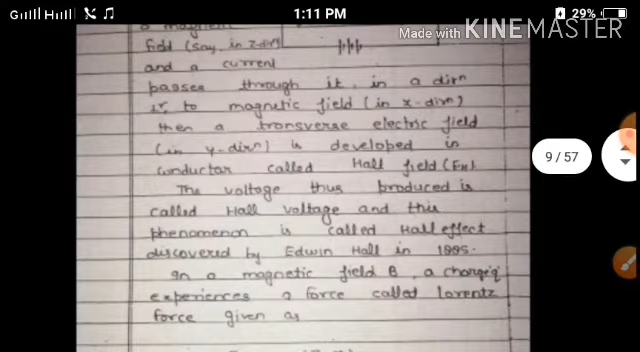 1:11 PM
29%
Made with KINEMASTER
a magnetic
field (say, in z-dirn)
and a current
passes through it in a dirn
to magnetic field (in x-dirn)
then a transverse electric field
(in y-dirn) is developed in
conductor called Hall field (EH).
The voltage thus produced is
called Hall voltage and this
phenomenon is called Hall effect
discovered by Edwin Hall in
In a magnetic field B, a charge 'q'
experiences a force called Lorentz
force given as
9 / 57